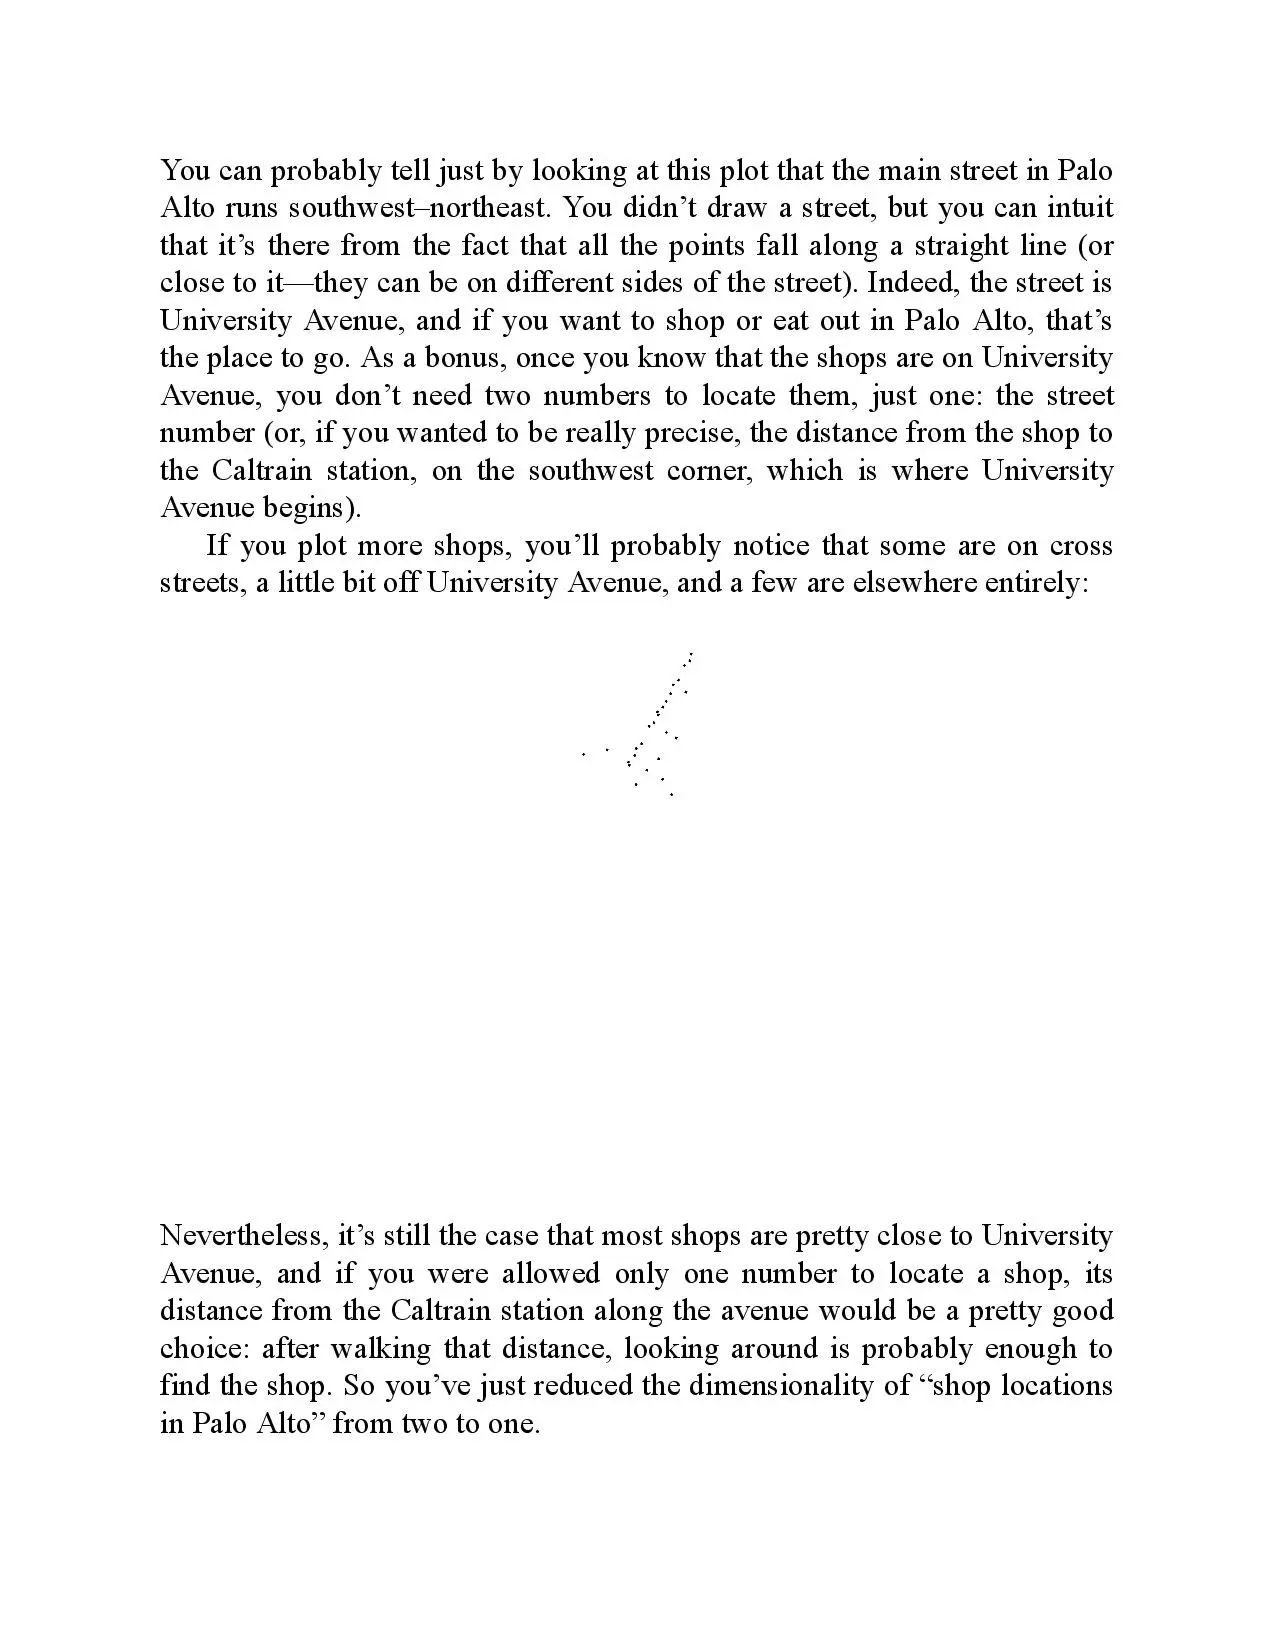 You can probably tell just by looking at this plot that the main street in Palo
Alto runs southwest–northeast. You didn’t draw a street, but you can intuit
that it’s there from the fact that all the points fall along a straight line (or
close to it—they can be on different sides of the street). Indeed, the street is
University Avenue, and if you want to shop or eat out in Palo Alto, that’s
the place to go. As a bonus, once you know that the shops are on University
Avenue, you don’t need two numbers to locate them, just one: the street
number (or, if you wanted to be really precise, the distance from the shop to
the Caltrain station, on the southwest corner, which is where University
Avenue begins).
If you plot more shops, you’ll probably notice that some are on cross
streets, a little bit off University Avenue, and a few are elsewhere entirely:
Nevertheless, it’s still the case that most shops are pretty close to University
Avenue, and if you were allowed only one number to locate a shop, its
distance from the Caltrain station along the avenue would be a pretty good
choice: after walking that distance, looking around is probably enough to
find the shop. So you’ve just reduced the dimensionality of “shop locations
in Palo Alto” from two to one.